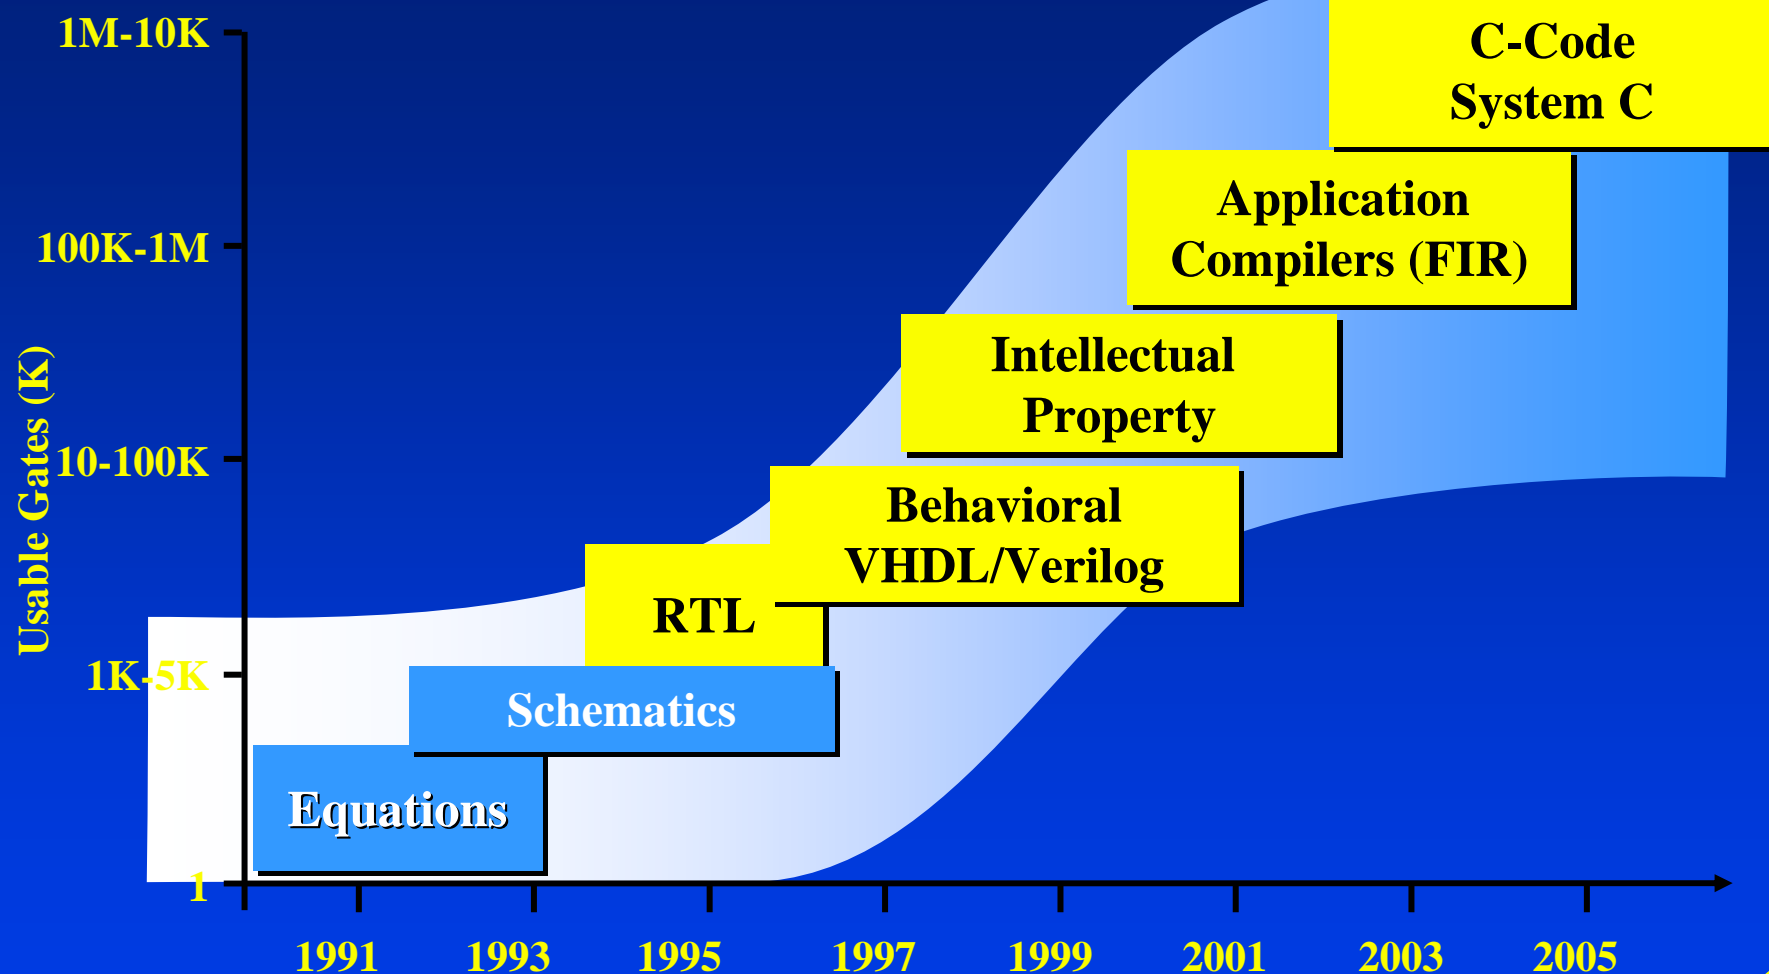 1M-10K
C-Code
System C
Application
Compilers (FIR)
100K-1M
Intellectual
Property
Usable Gates (K)
10-100K
Behavioral
VHDL/Verilog
RTL
1K-5K
Schematics
Equations
1
1991 1993 1995 1997 1999 2001 2003 2005